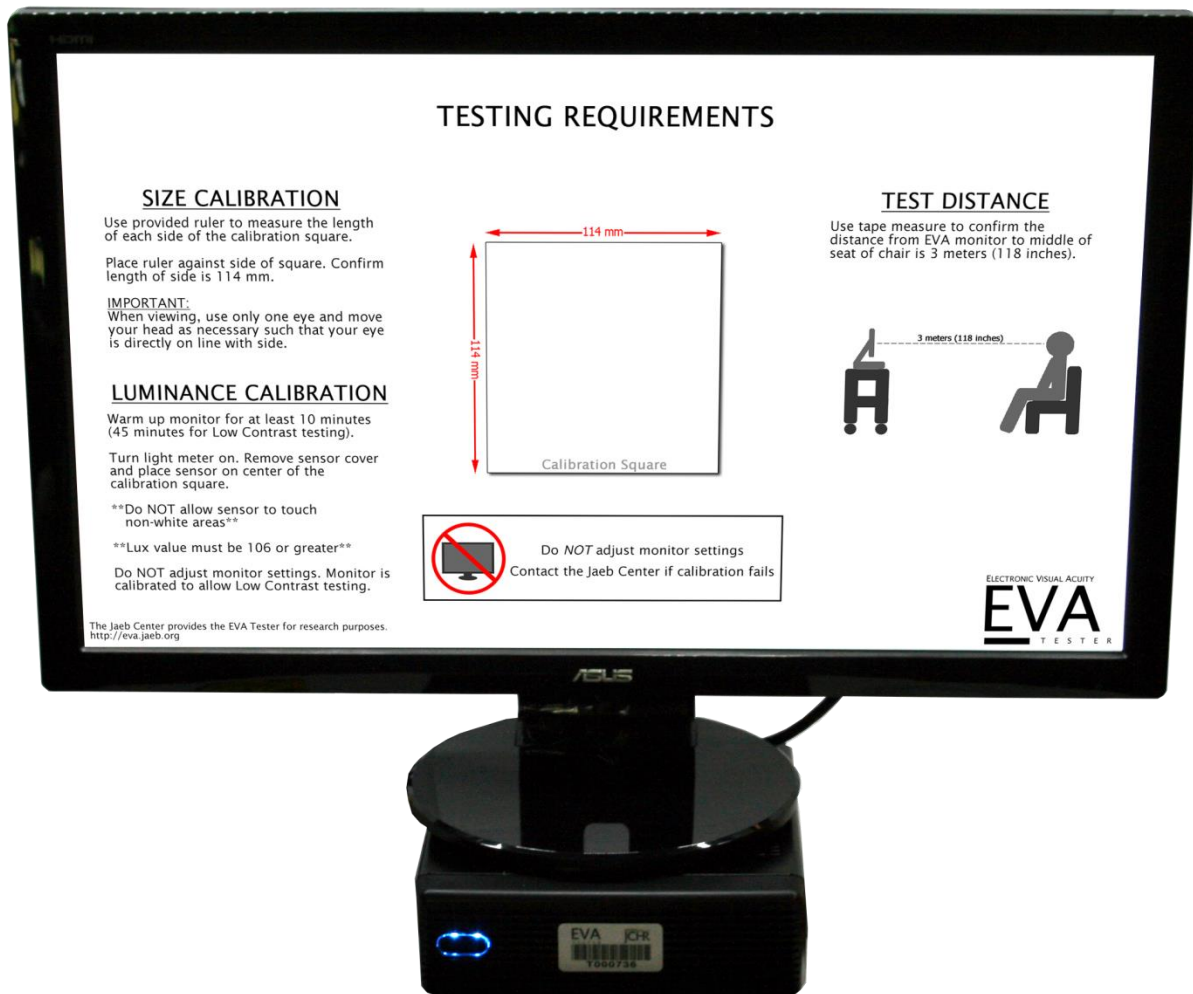 HDMI
TESTING REQUIREMENTS
SIZE CALIBRATION
Use provided ruler to measure the length
of each side of the calibration square.
Place ruler against side of square. Confirm
length of side is 114 mm.
IMPORTANT:
When viewing, use only one eye and move
your head as necessary such that your eye
is directly on line with side.
LUMINANCE CALIBRATION
Warm up monitor for at least 10 minutes
(45 minutes for Low Contrast testing).
Turn light meter on. Remove sensor cover
and place sensor on center of the
calibration square.
**Do NOT allow sensor to touch
non-white areas**
**Lux value must be 106 or greater**
Do NOT adjust monitor settings. Monitor is
calibrated to allow Low Contrast testing.
The Jaeb Center provides the EVA Tester for research purposes.
http://eva.jaeb.org
114 mm
114 mm
Calibration Square
Do NOT adjust monitor settings
Contact the Jaeb Center if calibration fails
TEST DISTANCE
Use tape measure to confirm the
distance from EVA monitor to middle of
seat of chair is 3 meters (118 inches).
3 meters (118 inches)
ELECTRONIC VISUAL ACUITY
EVA
TESTER
ASUS
EVA JCHR
T000736